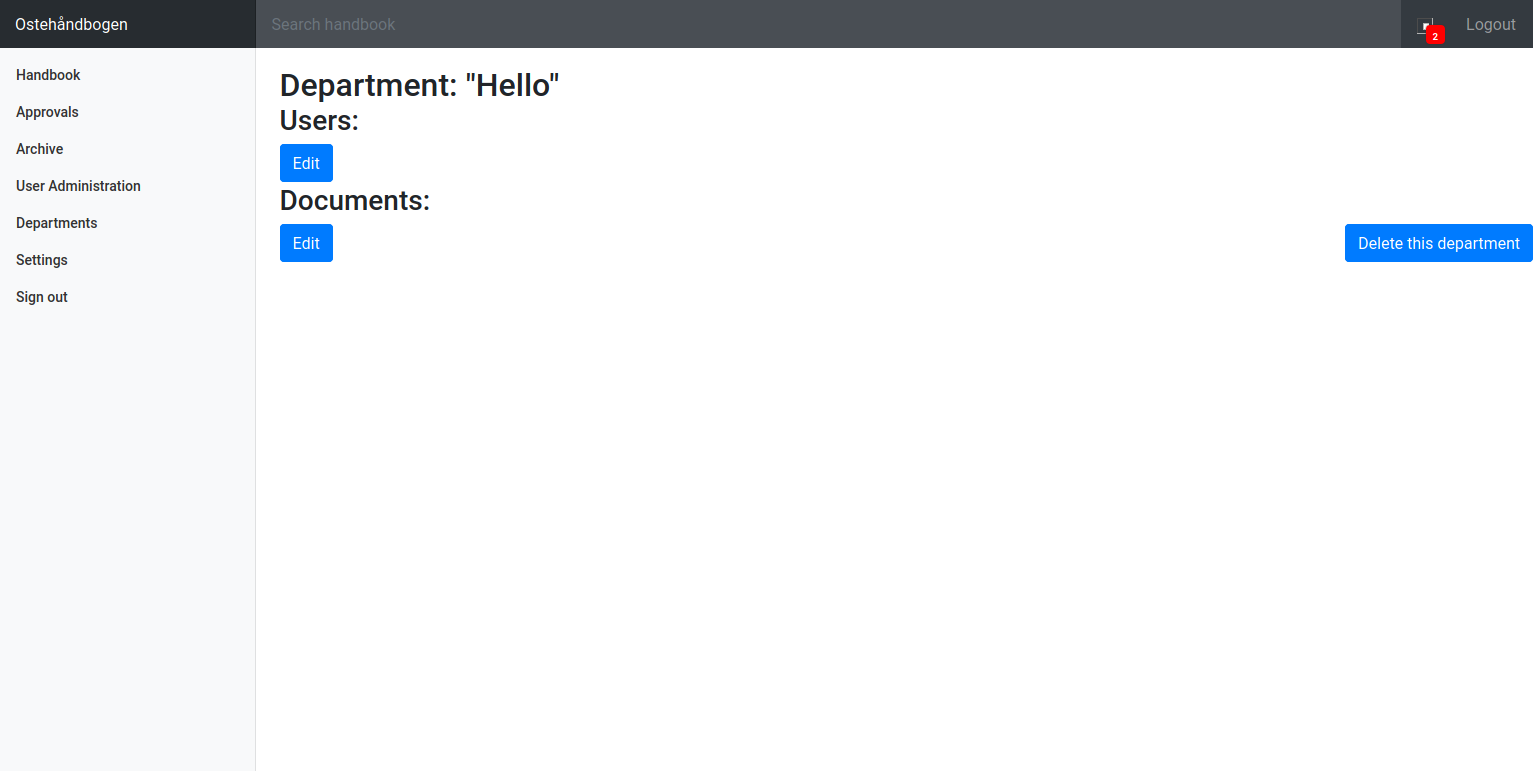 Ostehåndbogen
Search handbook
2
Logout
Handbook
Approvals
Archive
User Administration
Departments
Settings
Sign out
Department: "Hello"
Users:
Edit
Documents:
Edit
Delete this department